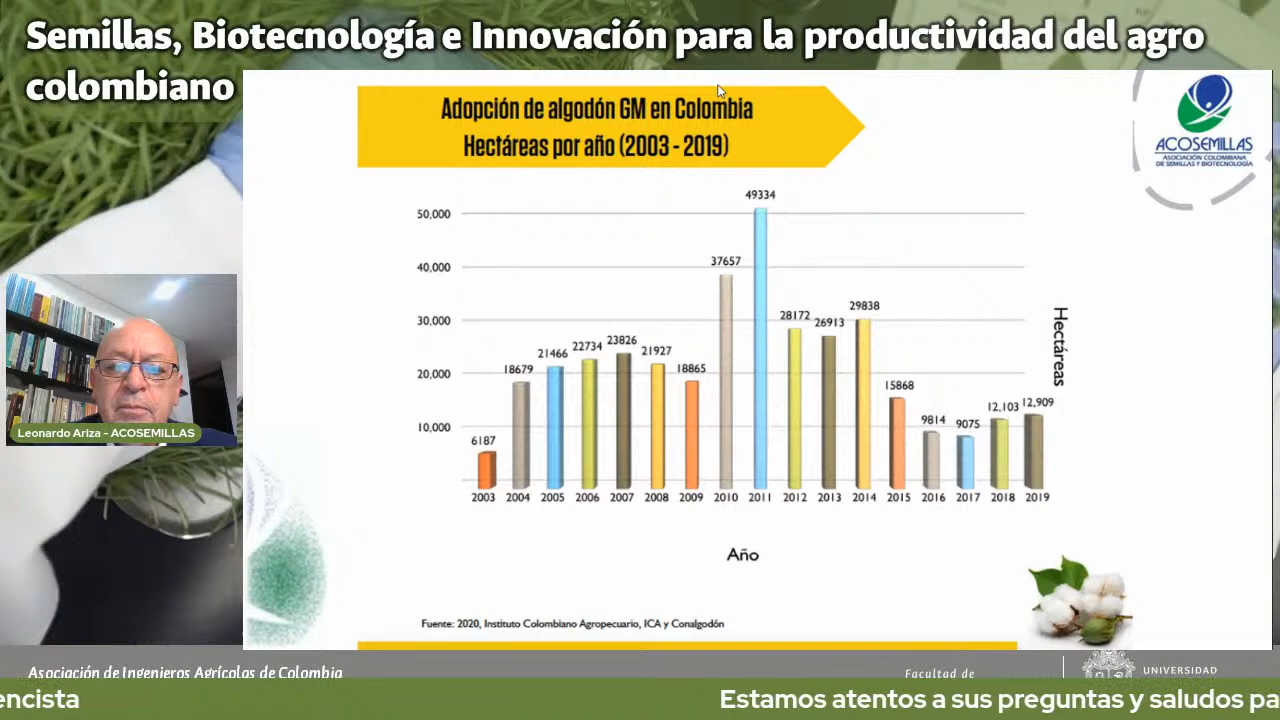 Semillas, Biotecnología e Innovación para la productividad del agro
colombiano
Adopción de algodón GM en Colombia
Hectáreas por año (2003 - 2019)
ACOSEMILLAS
ASOCIACIÓN COLOMBIANA
DE SEMILLAS Y BIOTECNOLOGÍA
50,000
40,000
30,000
20,000
10,000
6187
18679
21466
22734
23826
21927
18865
37657
49334
28172
26913
29838
15868
9814
9075
12,103
12,909
2003 2004 2005 2006 2007 2008 2009 2010 2011 2012 2013 2014 2015 2016 2017 2018 2019
Hectáreas
Año
Leonardo Ariza - ACOSEMILLAS
Fuente: 2020, Instituto Colombiano Agropecuario, ICA y Conalgodón
Asociación de Ingenieros Agrícolas de Colombia
Facultad de
UNIVERSIDAD
encista
Estamos atentos a sus preguntas y saludos pa